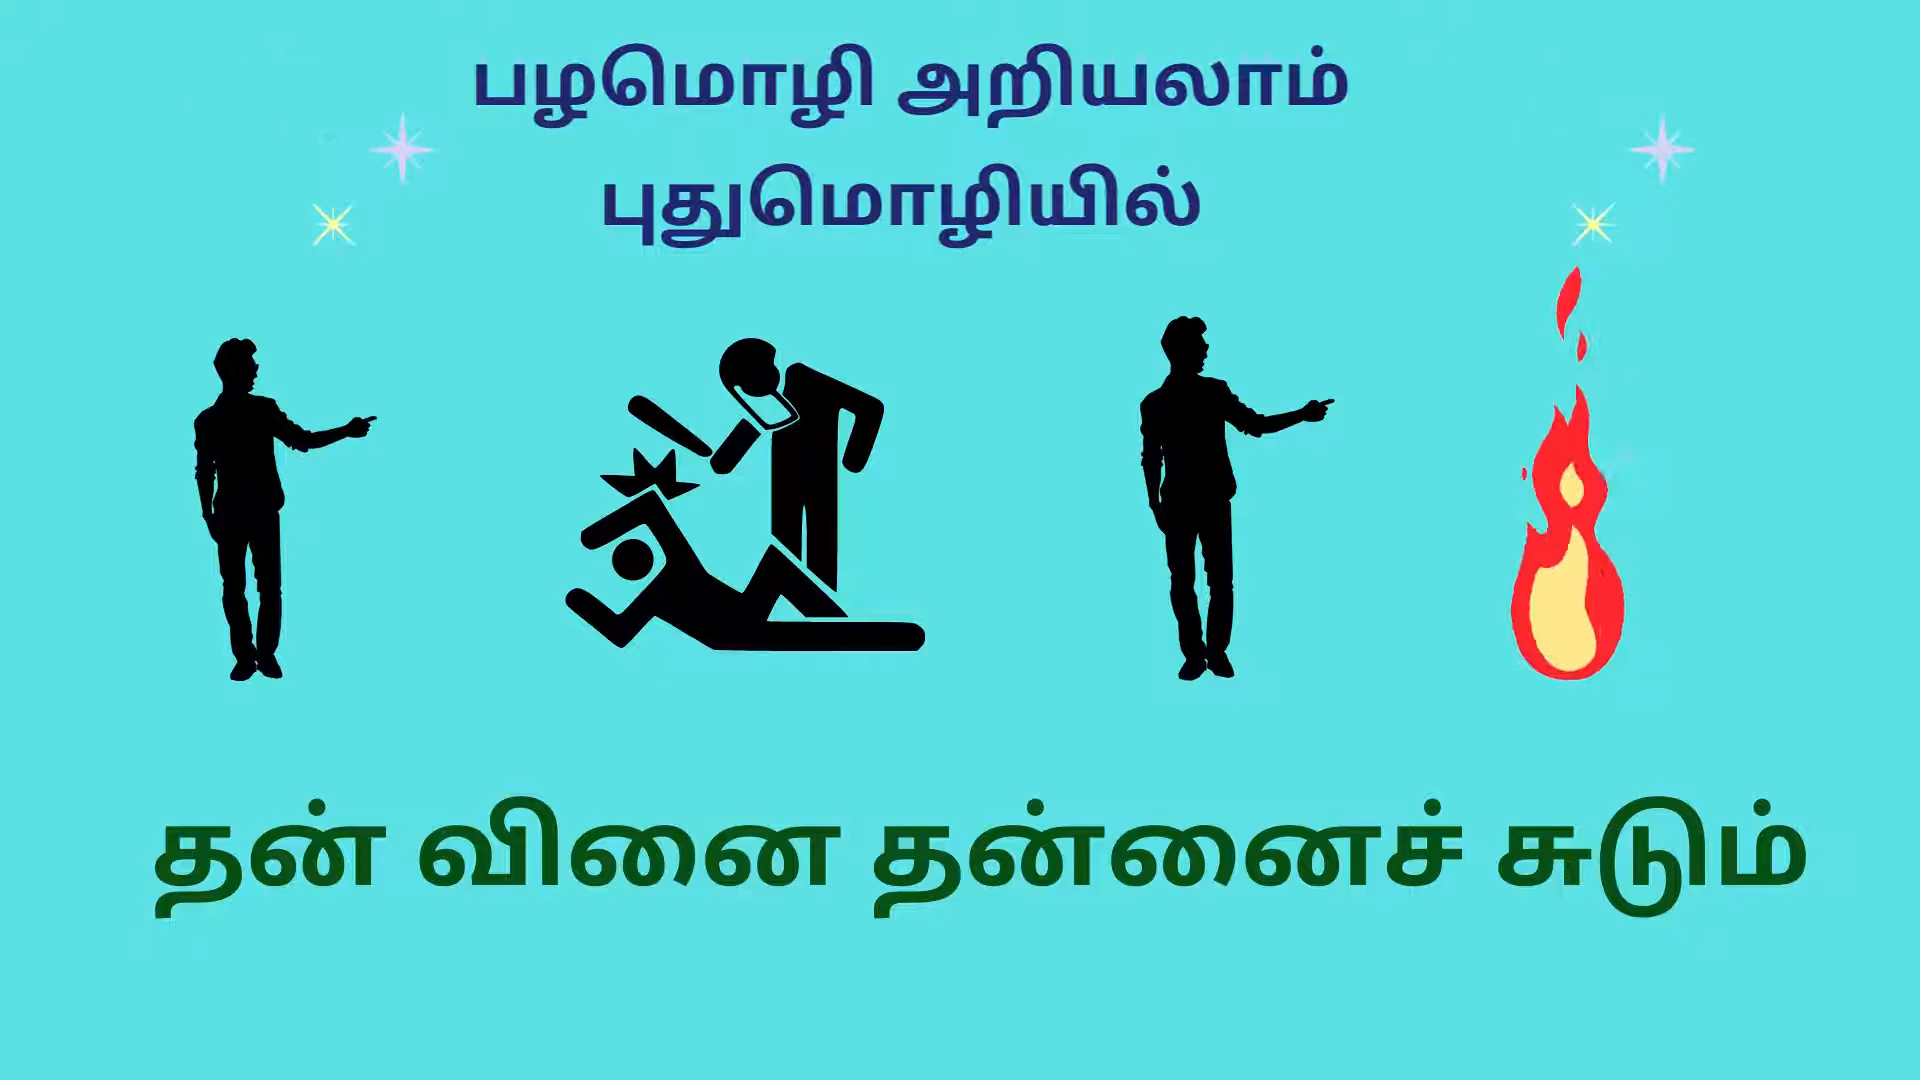 பழமொழி அறியலாம்
புதுமொழியில்
தன் வினை தன்னைச் சுடும்